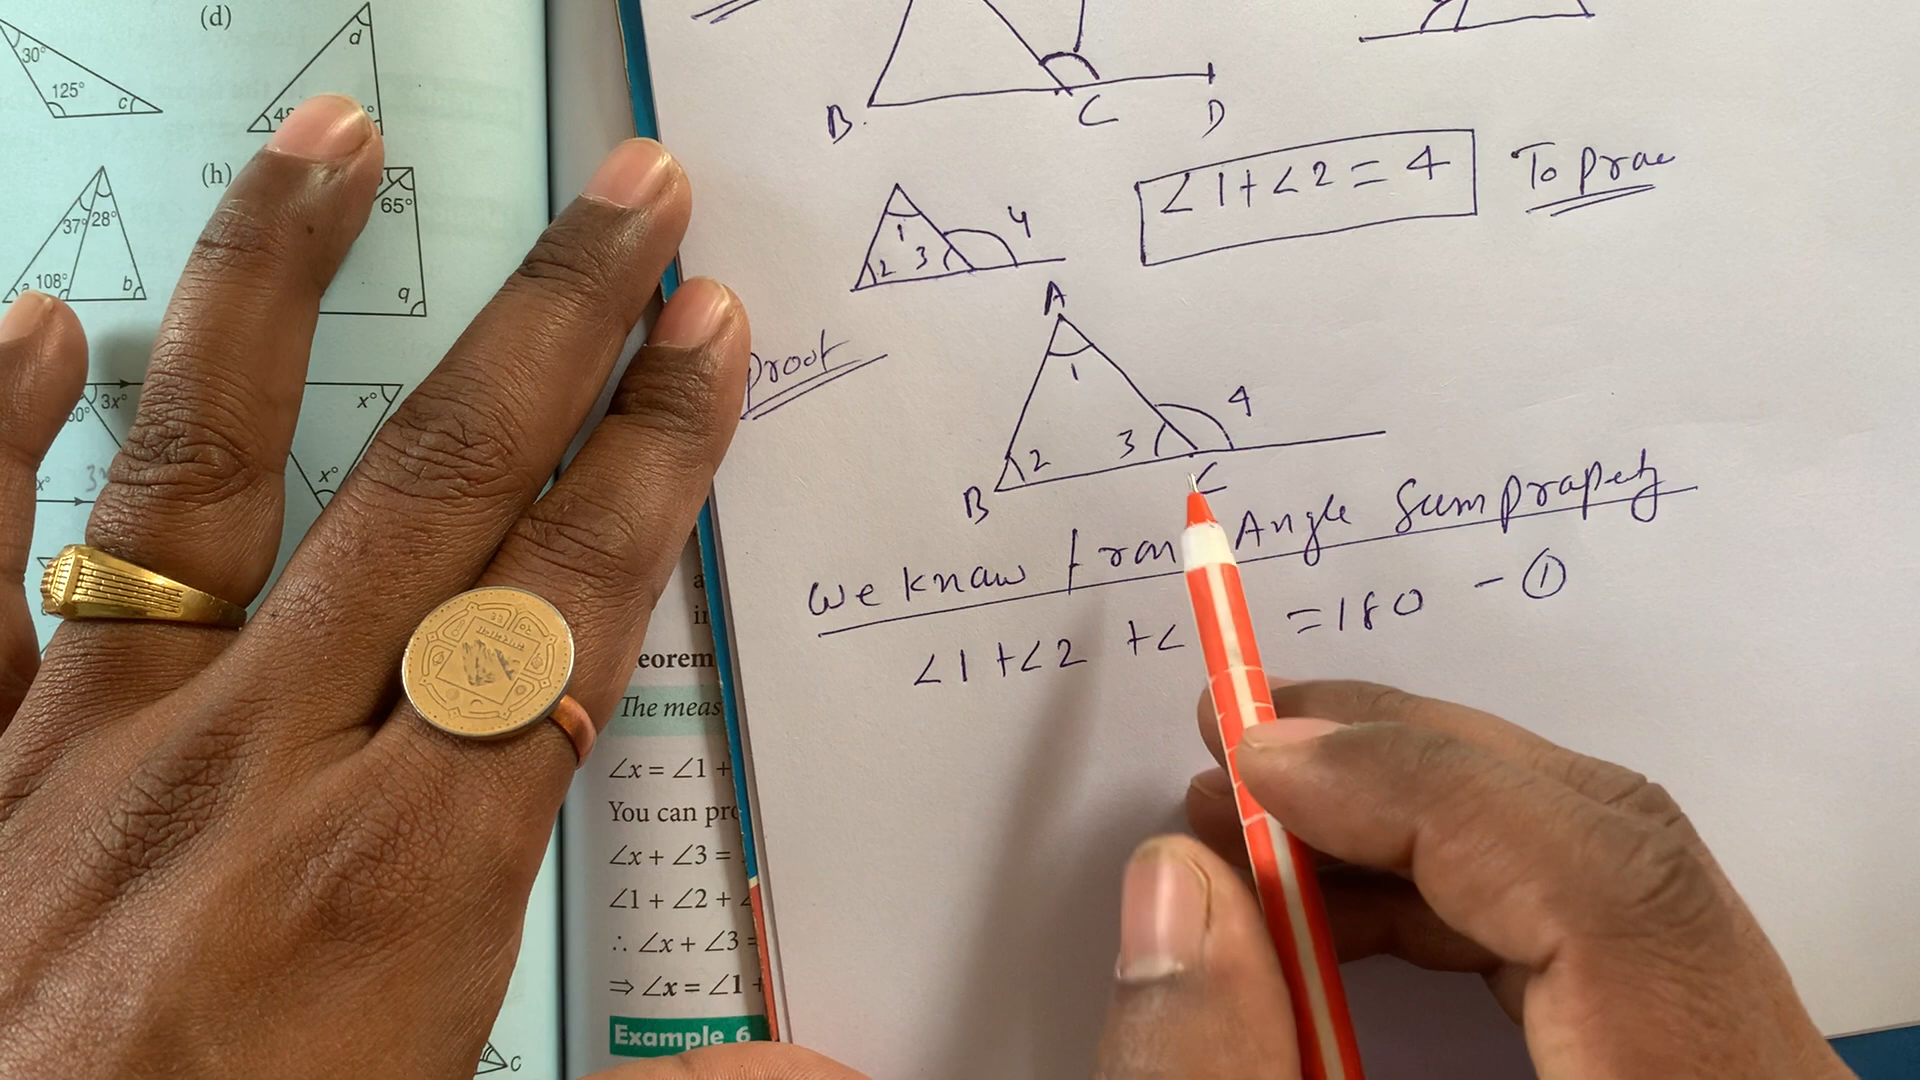 (d)
30°
125°
c
d
48
(h)
37°
28°
65°
108°
b
q
3x°
x°
x°
x°
eorem
The meas
∠x = ∠1 +
You can pro
∠x + ∠3 =
∠1 + ∠2 +
∴ ∠x + ∠3 =
⇒ ∠x = ∠1 +
Example 6
C
B
C
D
∠1+∠2=4
To prove
1
2
3
4
Proof
A
1
2
3
4
B
C
We know from Angle Sum property
∠1+∠2 +∠ =180 - ①